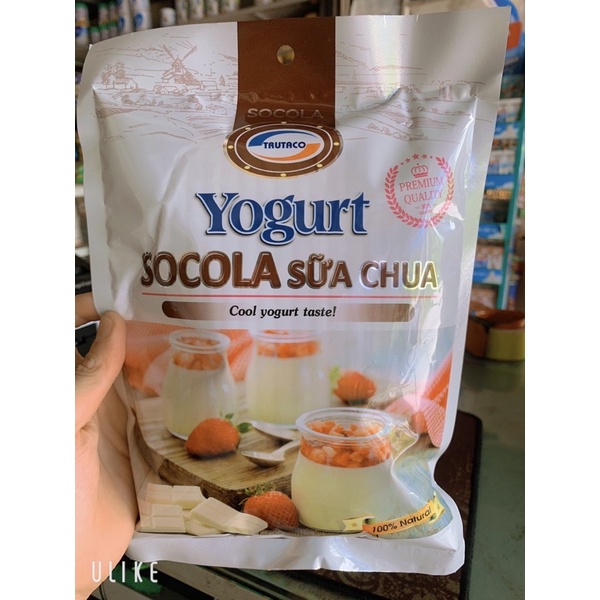 SOCOLA
TRUTACO
PREMIUM
QUALITY
Yogurt
SOCOLA SỮA CHUA
Cool yogurt taste!
100% Natural
ULIKE